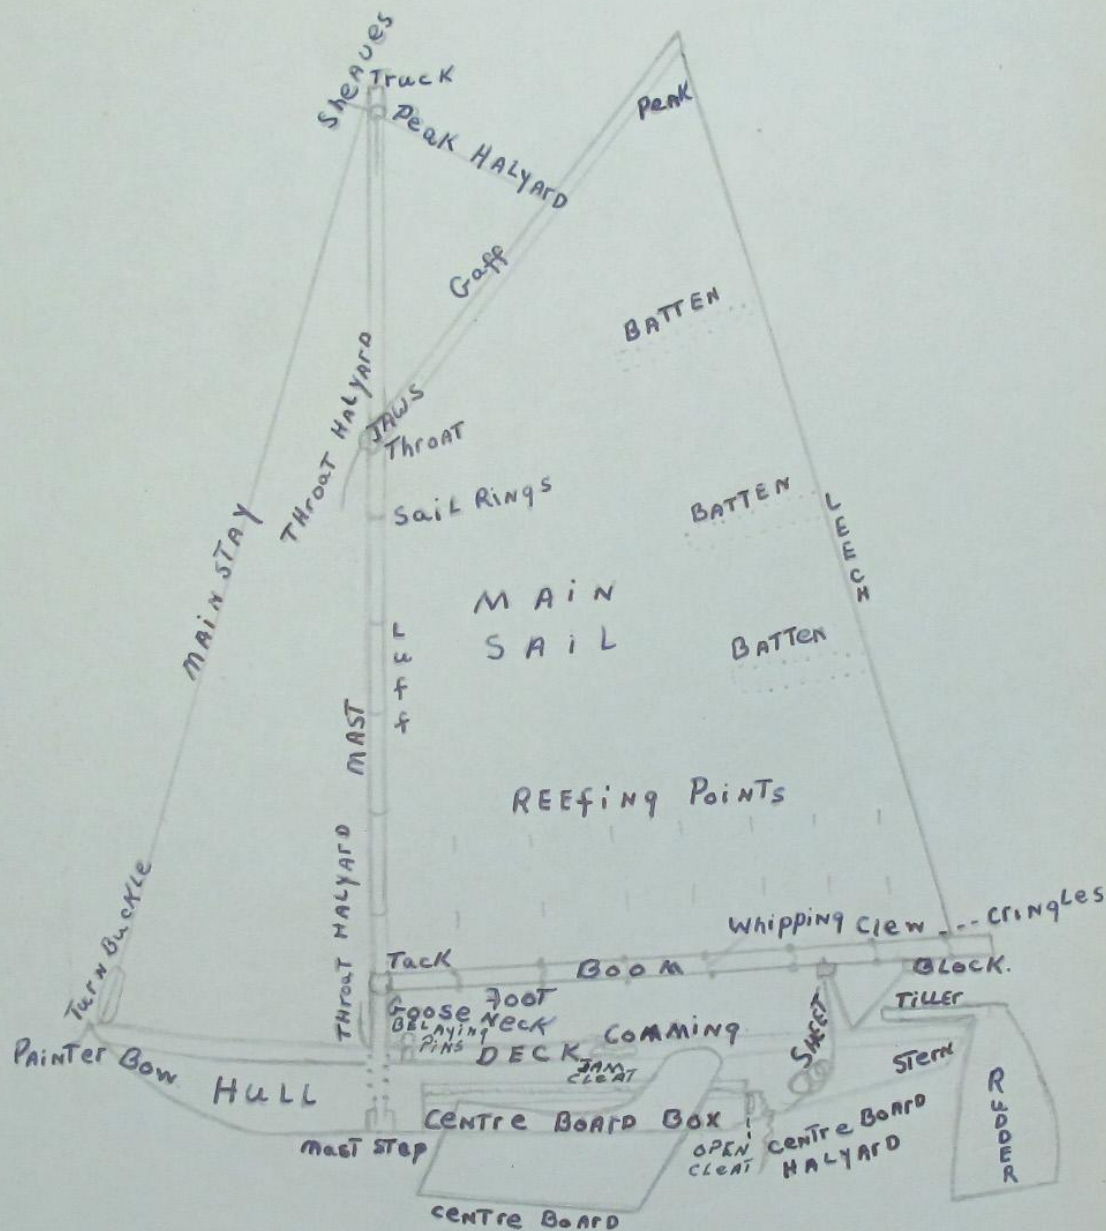 Sheaves
Truck
Peak HALYARD
Peak
Gaff
BATTEN
THroaT HALYARD
JAWS
Throat
Sail Rings
BATTEN
LEECH
MAIN STAY
MAIN
SAIL
BATTEN
Luff
MAST
REEfing Points
THroaT HALYARD
Turn Buckle
Whipping
Clew
CRINgLes
Tack
BOOM
BLOCK.
Foot
Goose Neck
BELAYING
PINS
Comming
SHEET
TILLER
PAINTER
Bow
DECK
JAM
CLEAT
STERN
HULL
RUDDER
CENTRE BOARD BOX
mast Step
OPEN
CLEAT
CENTRE BOARD
HALYARD
CENTRE BOARD